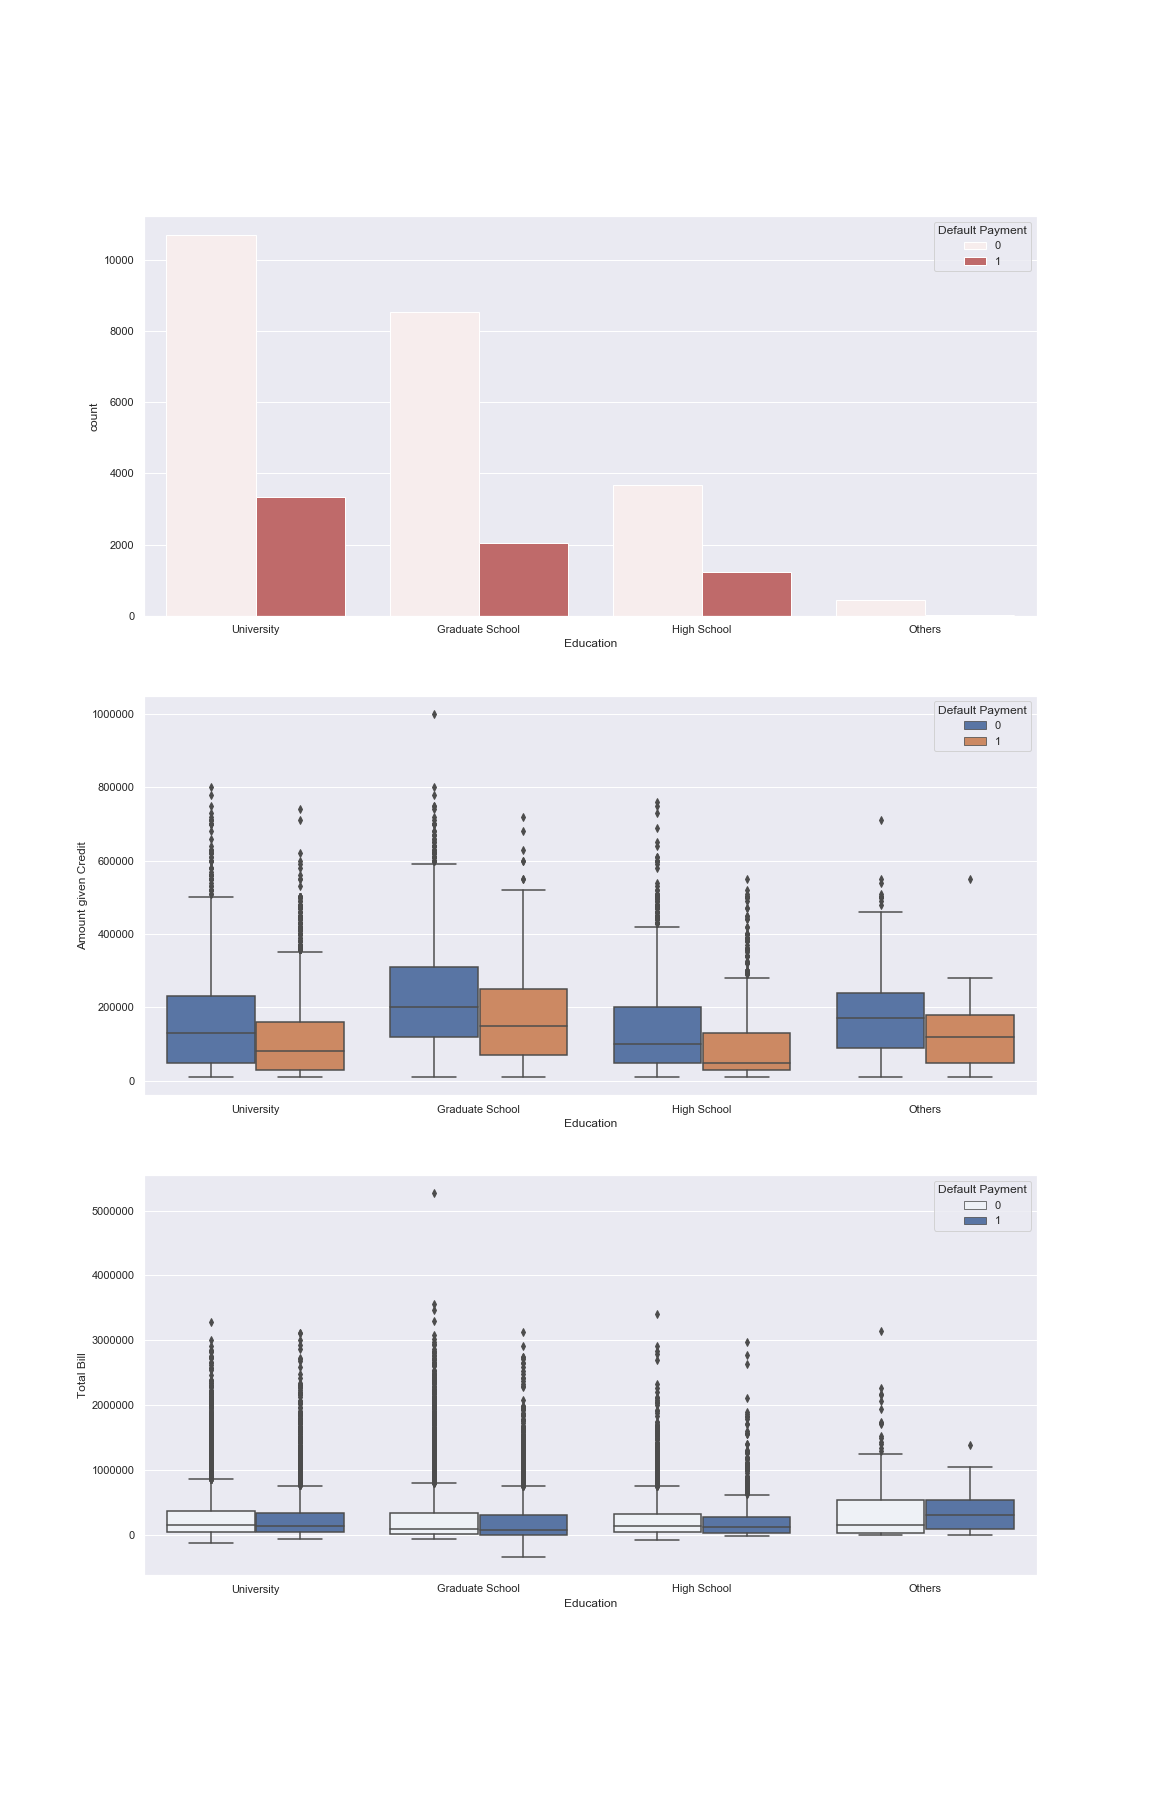 Default Payment
0
1
10000
8000
6000
4000
2000
0
count
University Graduate School High School Others
Education
Default Payment
0
1
1000000
800000
600000
400000
200000
0
Amount given Credit
University Graduate School High School Others
Education
Default Payment
0
1
5000000
4000000
3000000
2000000
1000000
0
Total Bill
University Graduate School High School Others
Education